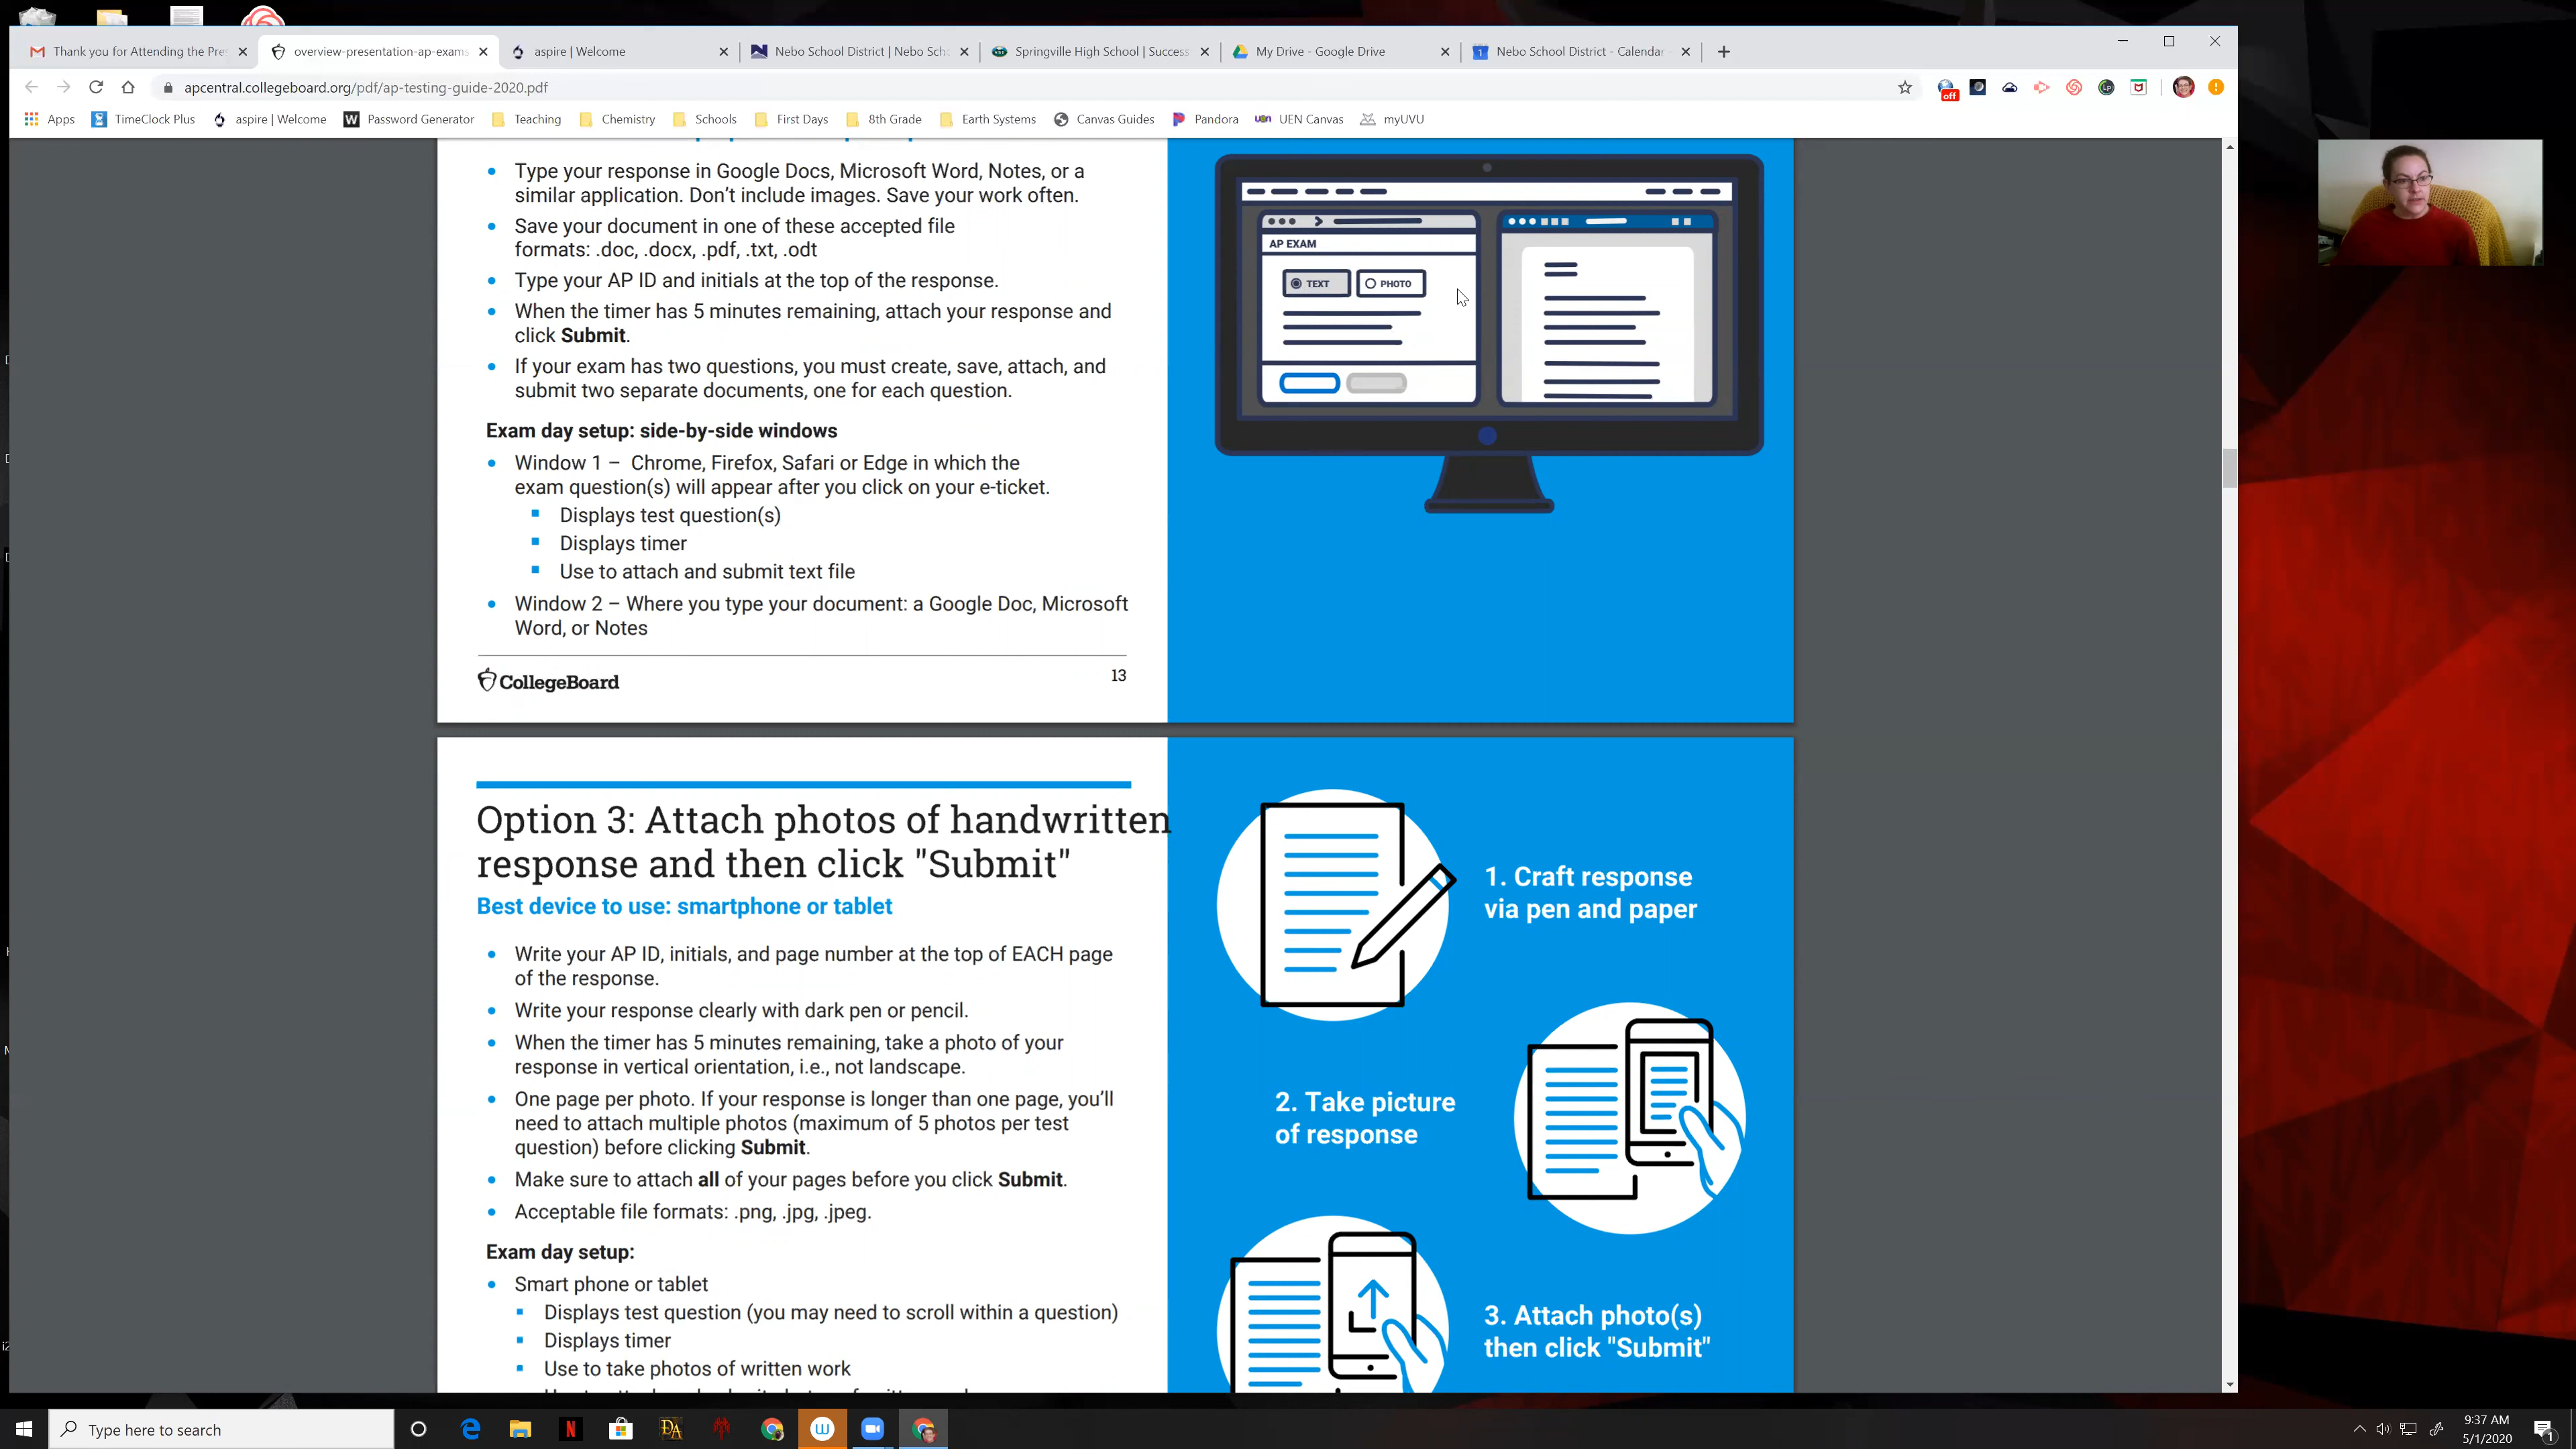 Thank you for Attending the Pre
overview-presentation-ap-exams
aspire | Welcome
Nebo School District | Nebo Sch
Springville High School | Success
My Drive - Google Drive
Nebo School District - Calendar
apcentral.collegeboard.org/pdf/ap-testing-guide-2020.pdf
off
Apps
TimeClock Plus
aspire | Welcome
Password Generator
Teaching
Chemistry
Schools
First Days
8th Grade
Earth Systems
Canvas Guides
Pandora
UEN Canvas
myUVU
• Type your response in Google Docs, Microsoft Word, Notes, or a
similar application. Don't include images. Save your work often.
• Save your document in one of these accepted file
formats: .doc, .docx, .pdf, .txt, .odt
• Type your AP ID and initials at the top of the response.
• When the timer has 5 minutes remaining, attach your response and
click Submit.
• If your exam has two questions, you must create, save, attach, and
submit two separate documents, one for each question.
Exam day setup: side-by-side windows
• Window 1 – Chrome, Firefox, Safari or Edge in which the
exam question(s) will appear after you click on your e-ticket.
▪ Displays test question(s)
▪ Displays timer
▪ Use to attach and submit text file
• Window 2 – Where you type your document: a Google Doc, Microsoft
Word, or Notes
CollegeBoard
13
AP EXAM
TEXT
PHOTO
Option 3: Attach photos of handwritten
response and then click "Submit"
Best device to use: smartphone or tablet
• Write your AP ID, initials, and page number at the top of EACH page
of the response.
• Write your response clearly with dark pen or pencil.
• When the timer has 5 minutes remaining, take a photo of your
response in vertical orientation, i.e., not landscape.
• One page per photo. If your response is longer than one page, you'll
need to attach multiple photos (maximum of 5 photos per test
question) before clicking Submit.
• Make sure to attach all of your pages before you click Submit.
• Acceptable file formats: .png, .jpg, .jpeg.
Exam day setup:
• Smart phone or tablet
▪ Displays test question (you may need to scroll within a question)
▪ Displays timer
▪ Use to take photos of written work
1. Craft response
via pen and paper
2. Take picture
of response
3. Attach photo(s)
then click "Submit"
Type here to search
9:37 AM
5/1/2020